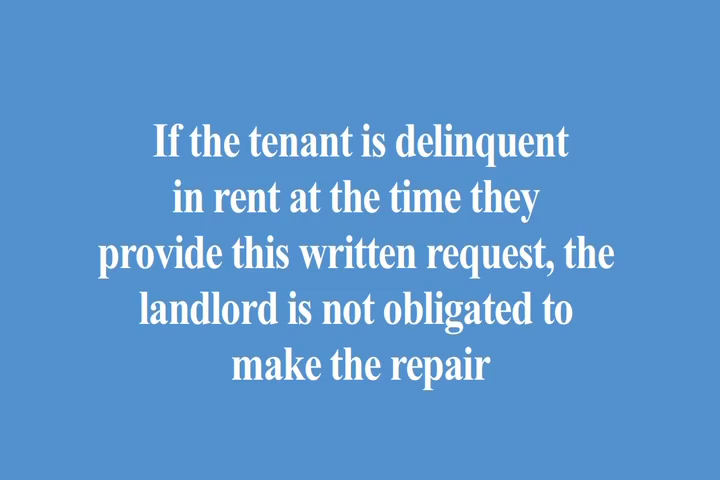 If the tenant is delinquent
in rent at the time they
provide this written request, the
landlord is not obligated to
make the repair